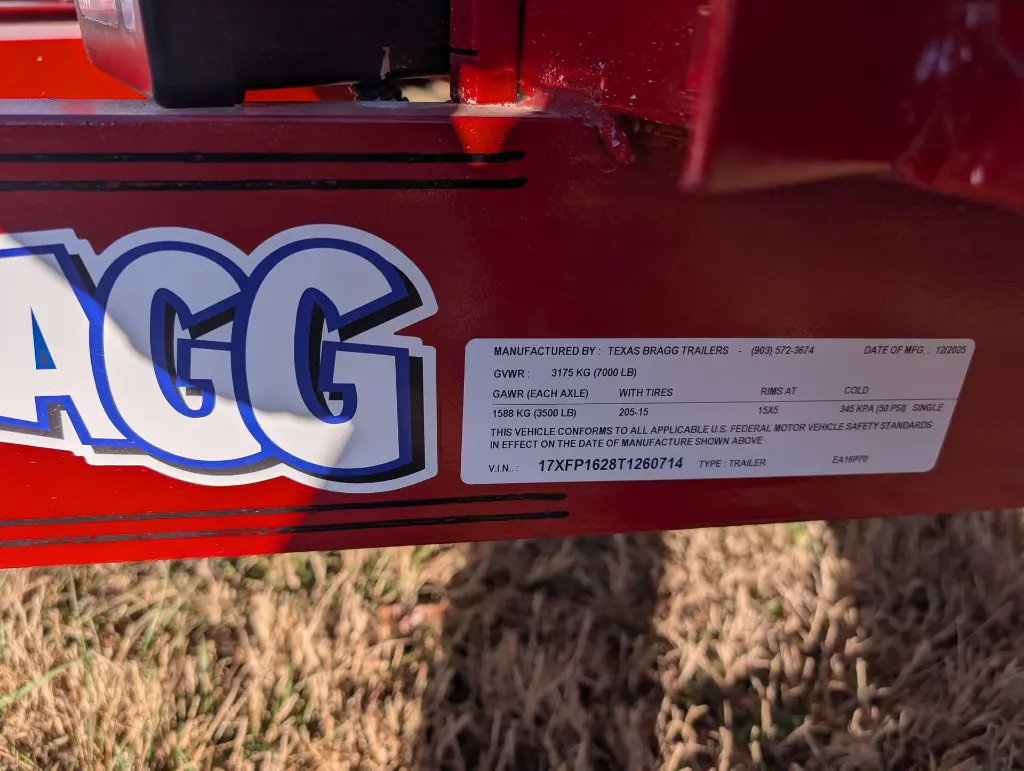 AGG
MANUFACTURED BY : TEXAS BRAGG TRAILERS - (903) 572-3674 DATE OF MFG. : 12/2025
GVWR : 3175 KG (7000 LB)
GAWR (EACH AXLE) WITH TIRES RIMS AT COLD
1588 KG (3500 LB) 205-15 15X5 345 KPA (50 PSI) SINGLE
THIS VEHICLE CONFORMS TO ALL APPLICABLE U.S. FEDERAL MOTOR VEHICLE SAFETY STANDARDS
IN EFFECT ON THE DATE OF MANUFACTURE SHOWN ABOVE
V.I.N.. : 17XFP1628T1260714 TYPE : TRAILER EA16P70